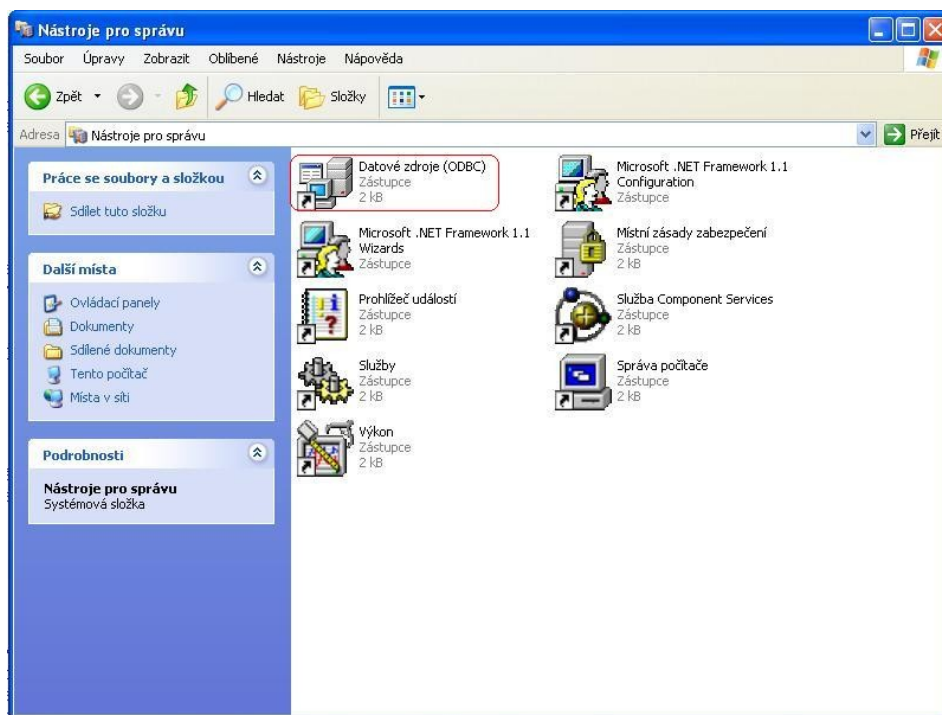 Nástroje pro správu
Soubor Úpravy Zobrazit Oblíbené Nástroje Nápověda
Zpět Hledat Složky
Adresa Nástroje pro správu Přejít
Práce se soubory a složkou
Sdílet tuto složku
Další místa
Ovládací panely
Dokumenty
Sdílené dokumenty
Tento počítač
Místa v síti
Podrobnosti
Nástroje pro správu
Systémová složka
Datové zdroje (ODBC)
Zástupce
2 kB
Microsoft .NET Framework 1.1
Configuration
Zástupce
Microsoft .NET Framework 1.1
Wizards
Zástupce
Místní zásady zabezpečení
Zástupce
2 kB
Prohlížeč událostí
Zástupce
2 kB
Služba Component Services
Zástupce
2 kB
Služby
Zástupce
2 kB
Správa počítače
Zástupce
2 kB
Výkon
Zástupce
2 kB